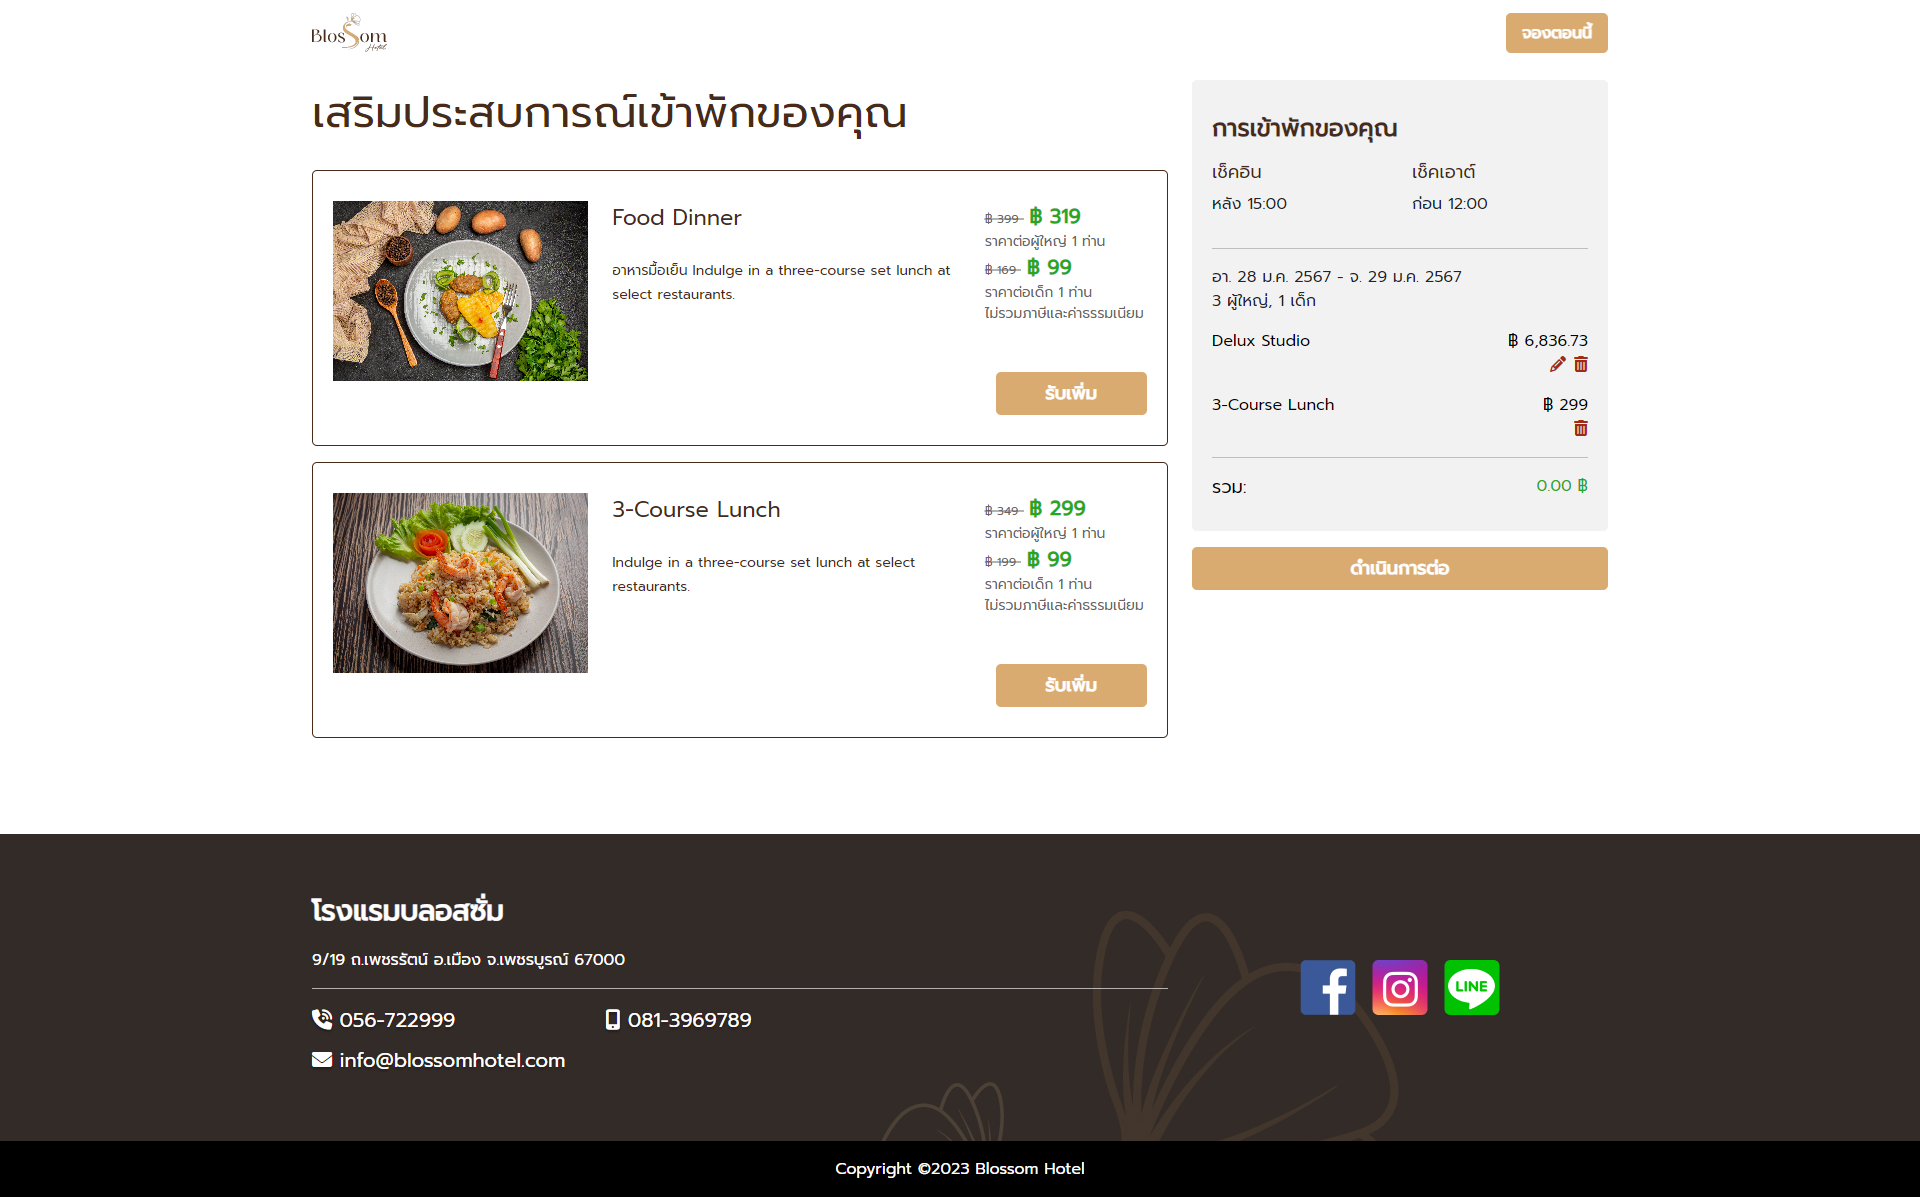 Blossom
Hotel
จองตอนนี้
เสริมประสบการณ์เข้าพักของคุณ
Food Dinner
อาหารมื้อเย็น Indulge in a three-course set lunch at
select restaurants.
฿ 399 ฿ 319
ราคาต่อผู้ใหญ่ 1 ท่าน
฿ 169 ฿ 99
ราคาต่อเด็ก 1 ท่าน
ไม่รวมภาษีและค่าธรรมเนียม
รับเพิ่ม
3-Course Lunch
Indulge in a three-course set lunch at select
restaurants.
฿ 349 ฿ 299
ราคาต่อผู้ใหญ่ 1 ท่าน
฿ 199 ฿ 99
ราคาต่อเด็ก 1 ท่าน
ไม่รวมภาษีและค่าธรรมเนียม
รับเพิ่ม
การเข้าพักของคุณ
เช็คอิน เช็คเอาต์
หลัง 15:00 ก่อน 12:00
อา. 28 ม.ค. 2567 - จ. 29 ม.ค. 2567
3 ผู้ใหญ่, 1 เด็ก
Delux Studio ฿ 6,836.73
3-Course Lunch ฿ 299
รวม: 0.00 ฿
ดำเนินการต่อ
โรงแรมบลอสซั่ม
9/19 ถ.เพชรรัตน์ อ.เมือง จ.เพชรบูรณ์ 67000
056-722999 081-3969789
info@blossomhotel.com
LINE
Copyright ©2023 Blossom Hotel